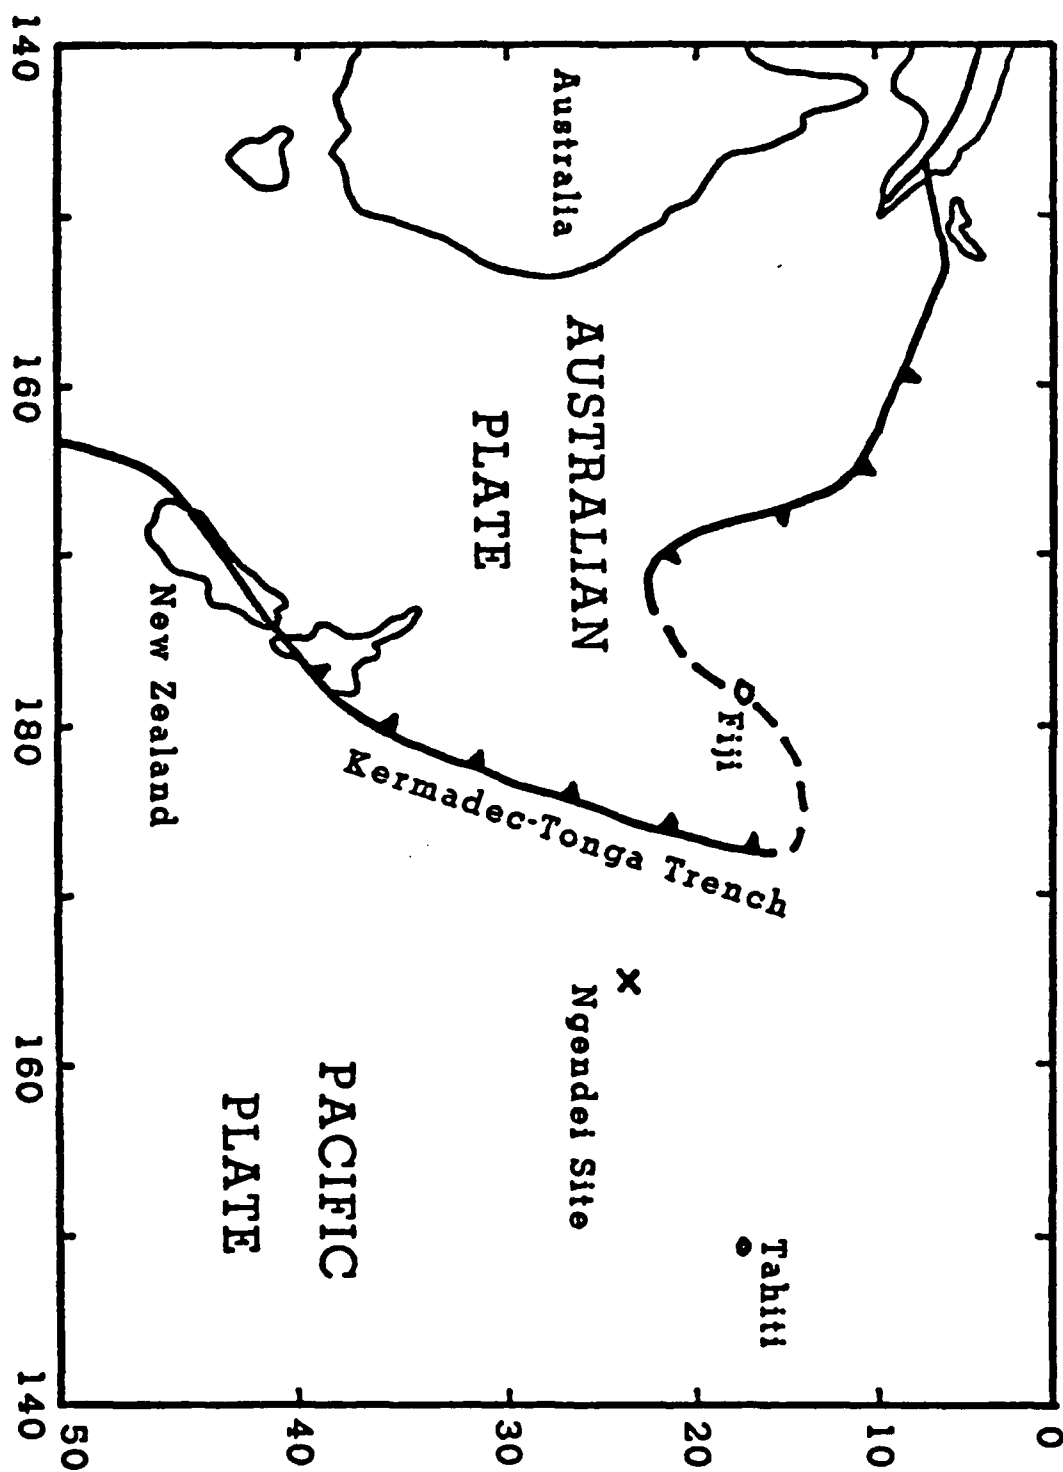 Australia
AUSTRALIAN
PLATE
Fiji
Kermadec-Tonga Trench
New Zealand
Ngendei Site
Tahiti
PACIFIC
PLATE
0
10
20
30
40
50
140
160
180
160
140